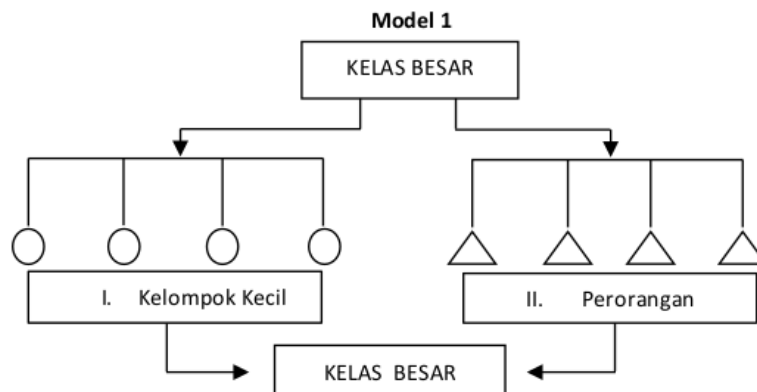 Model 1
KELAS BESAR
I. Kelompok Kecil
II. Perorangan
KELAS BESAR